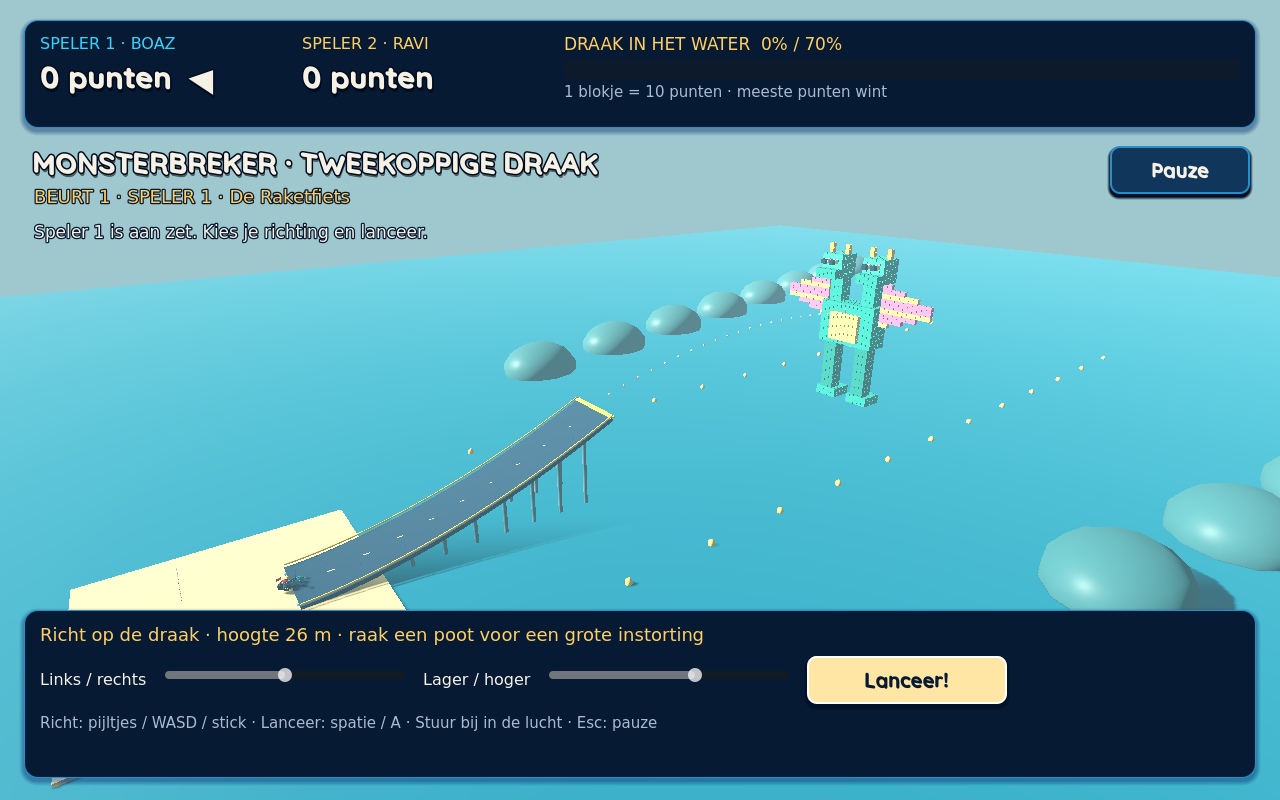 SPELER 1 · BOAZ
0 punten ◀
SPELER 2 · RAVI
0 punten
DRAAK IN HET WATER  0% / 70%
1 blokje = 10 punten · meeste punten wint
MONSTERBREKER · TWEEKOPPIGE DRAAK
BEURT 1 · SPELER 1 · De Raketfiets
Speler 1 is aan zet. Kies je richting en lanceer.
Pauze
Richt op de draak · hoogte 26 m · raak een poot voor een grote instorting
Links / rechts
Lager / hoger
Lanceer!
Richt: pijltjes / WASD / stick · Lanceer: spatie / A · Stuur bij in de lucht · Esc: pauze